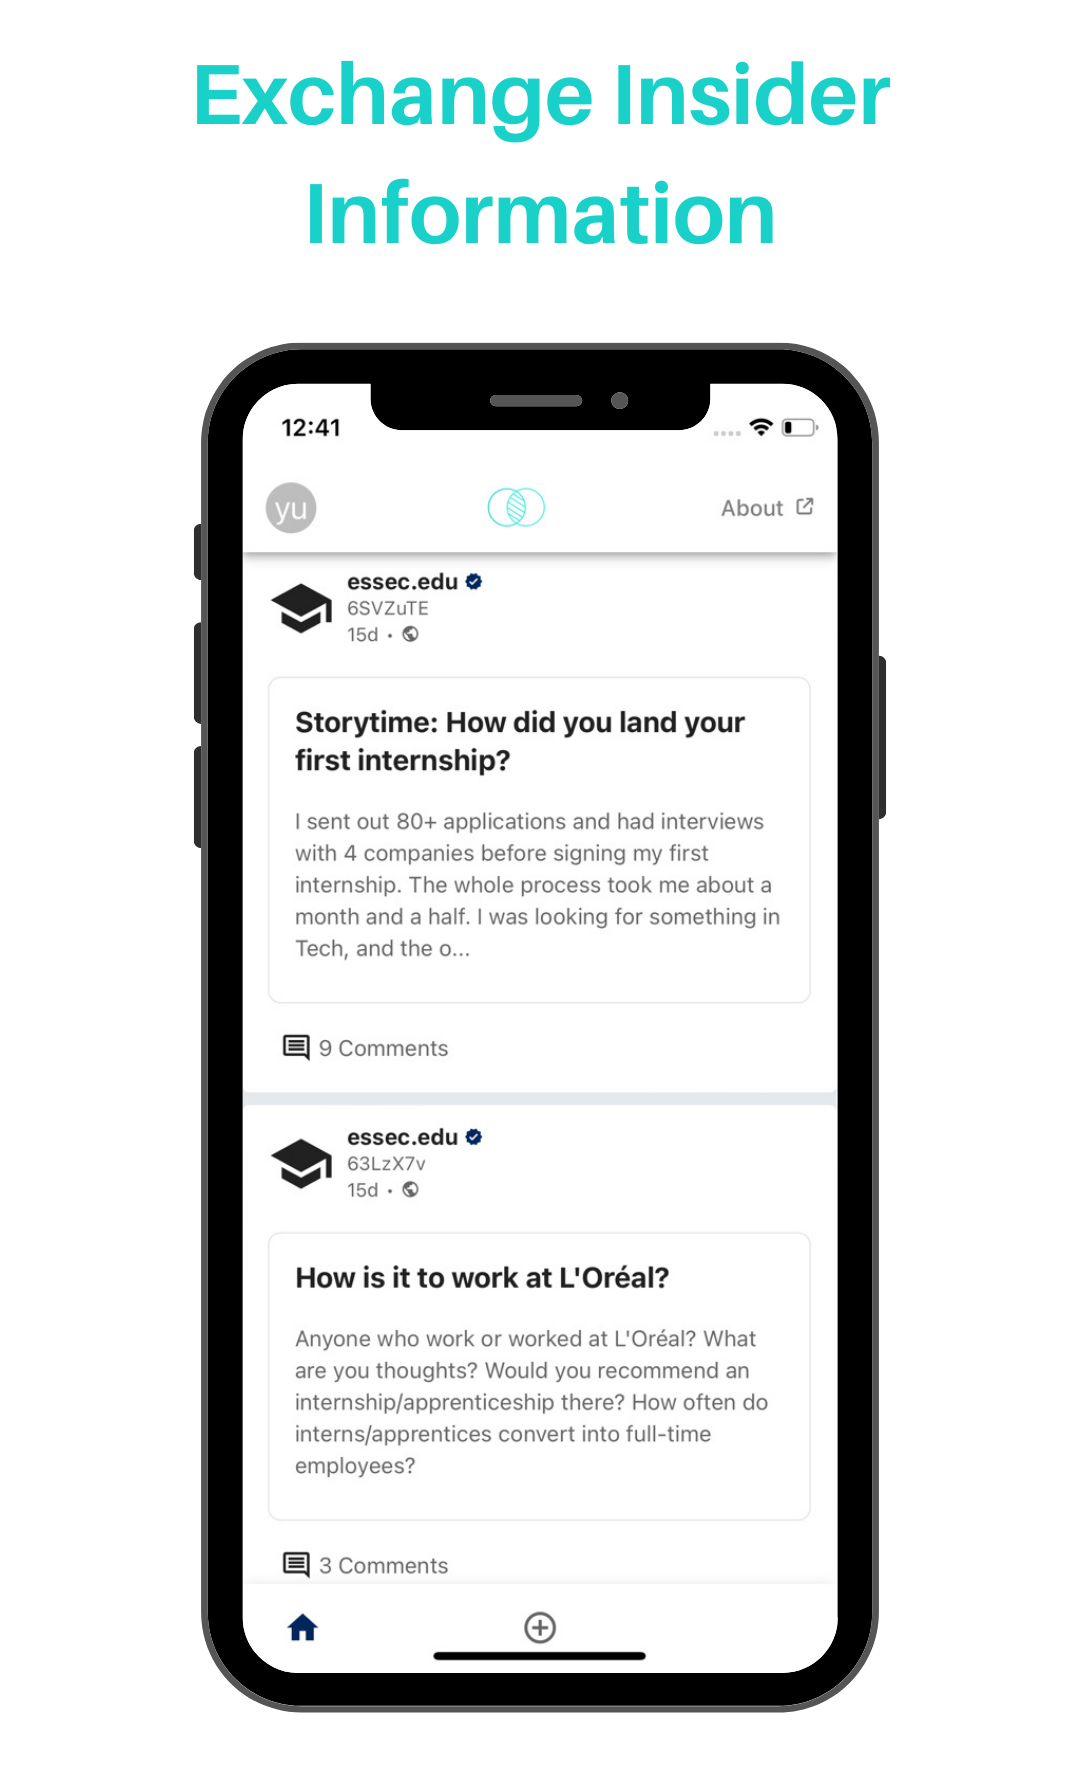 Exchange Insider
Information
12:41
yu
About
essec.edu
6SVZuTE
15d •
Storytime: How did you land your
first internship?
I sent out 80+ applications and had interviews
with 4 companies before signing my first
internship. The whole process took me about a
month and a half. I was looking for something in
Tech, and the o...
9 Comments
essec.edu
63LzX7v
15d •
How is it to work at L'Oréal?
Anyone who work or worked at L'Oréal? What
are you thoughts? Would you recommend an
internship/apprenticeship there? How often do
interns/apprentices convert into full-time
employees?
3 Comments